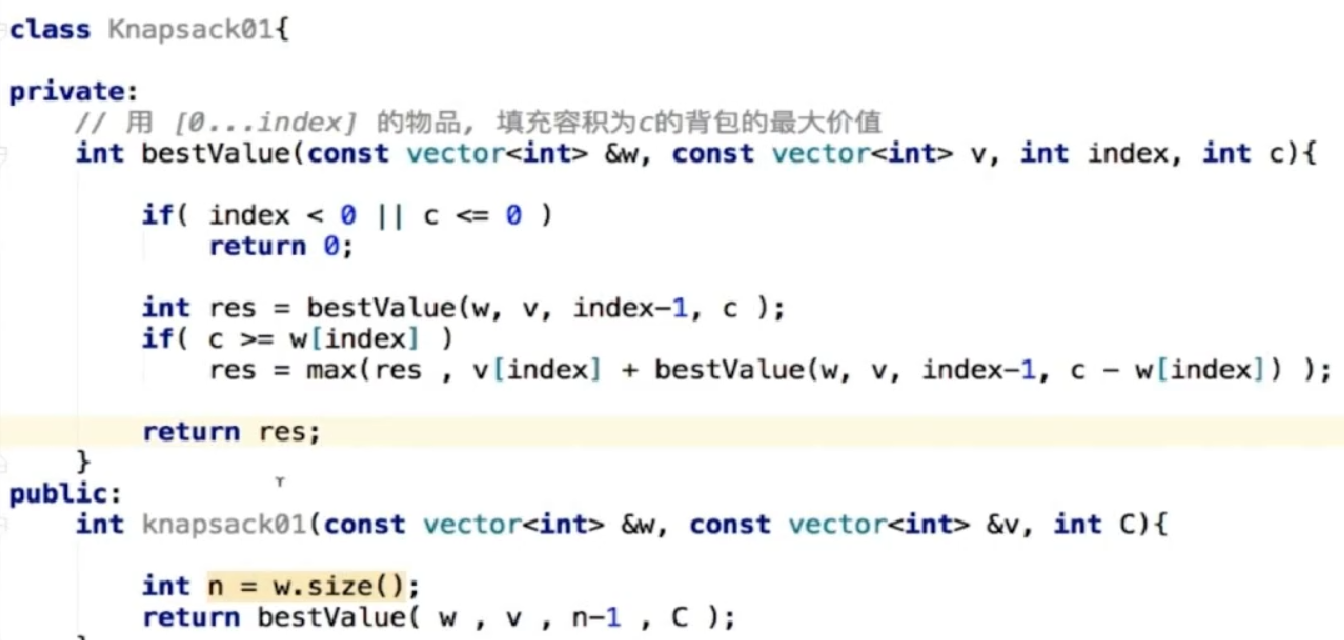 class Knapsack01{
private:
// 用 [0...index] 的物品, 填充容积为c的背包的最大价值
int bestValue(const vector<int> &w, const vector<int> v, int index, int c){
if( index < 0 || c <= 0 )
return 0;
int res = bestValue(w, v, index-1, c );
if( c >= w[index] )
res = max(res , v[index] + bestValue(w, v, index-1, c - w[index]) );
return res;
}
public:
int knapsack01(const vector<int> &w, const vector<int> &v, int C){
int n = w.size();
return bestValue( w , v , n-1 , C );